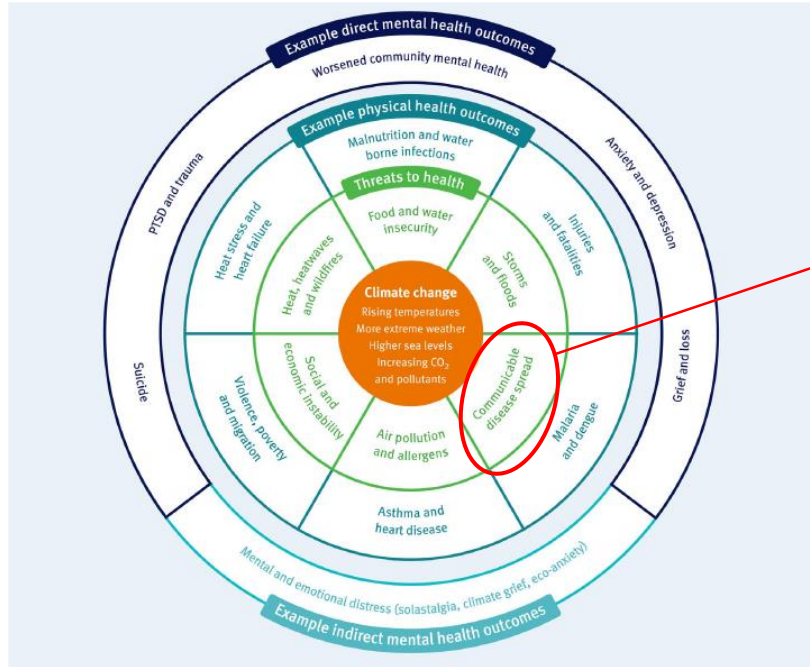 Example direct mental health outcomes
Worsened community mental health
Example physical health outcomes
Malnutrition and water
borne infections
Threats to health
Food and water
insecurity
PTSD and trauma
Anxiety and depression
Heat stress and
heart failure
Injuries
and fatalities
Heat, heatwaves
and wildfires
Storms
and floods
Climate change
Rising temperatures
More extreme weather
Higher sea levels
Increasing CO₂
and pollutants
Suicide
Grief and loss
Social and
economic instability
Communicable
disease spread
Violence, poverty
and migration
Malaria
and dengue
Air pollution
and allergens
Asthma and
heart disease
Mental and emotional distress (solastalgia, climate grief, eco-anxiety)
Example indirect mental health outcomes